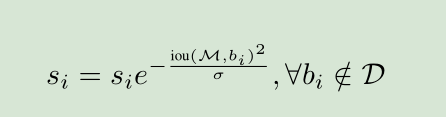 $s_i = s_i e^{-\frac{\mathrm{iou}(\mathcal{M}, b_i)^2}{\sigma}}, \forall b_i \notin \mathcal{D}$